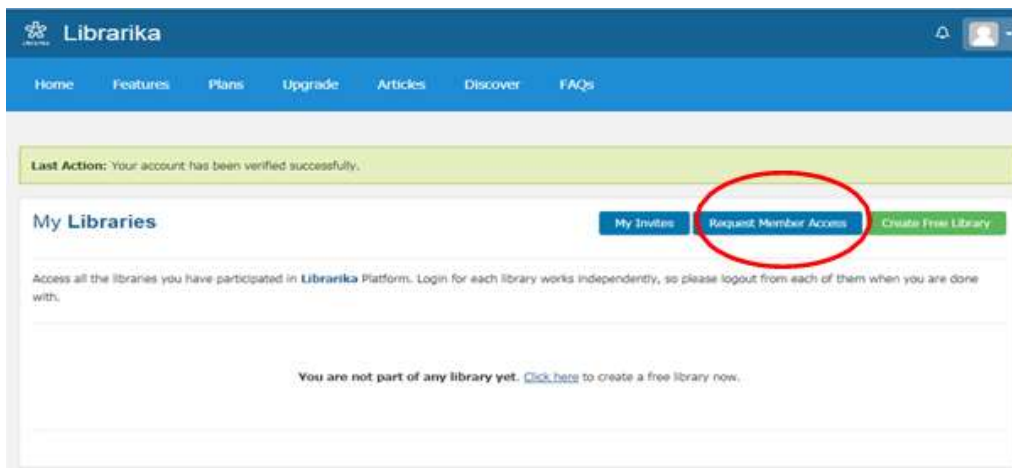 Librarika
Home Features Plans Upgrade Articles Discover FAQs
Last Action: Your account has been verified successfully.
My Libraries
My Invites Request Member Access Create Free Library
Access all the libraries you have participated in Librarika Platform. Login for each library works independently, so please logout from each of them when you are done
with.
You are not part of any library yet. Click here to create a free library now.